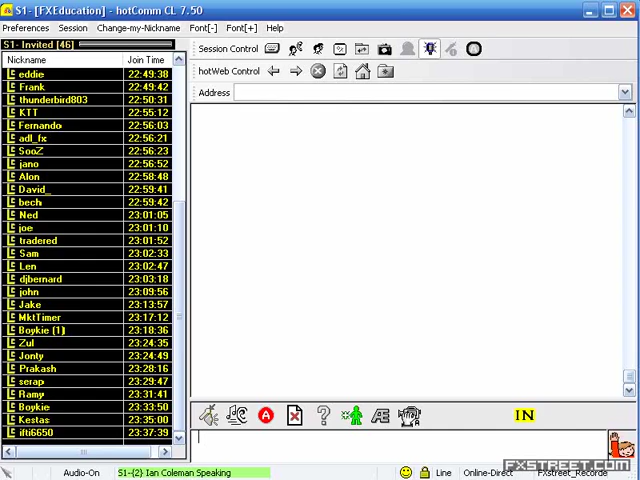 S1- [FXEducation] - hotComm CL 7.50
Preferences Session Change-my-Nickname Font[-] Font[+] Help
S1- Invited [46]
Session Control
Nickname Join Time
hotWeb Control
Address
eddie 22:49:38
Frank 22:49:42
thunderbird803 22:50:31
KTT 22:55:12
Fernando 22:56:03
adl_fx 22:56:21
SooZ 22:56:23
jano 22:56:52
Alon 22:58:48
David_ 22:59:41
bech 22:59:42
Ned 23:01:05
joe 23:01:10
tradered 23:01:52
Sam 23:02:33
Len 23:02:47
djbernard 23:03:18
john 23:09:56
Jake 23:13:57
MktTimer 23:17:12
Boykie (1) 23:18:36
Zul 23:24:35
Jonty 23:24:49
Prakash 23:28:16
serap 23:29:47
Ramy 23:31:41
Boykie 23:33:50
Kestas 23:35:00
ifti6650 23:37:39
IN
Audio-On S1-{2} Ian Coleman Speaking Line Online-Direct Fxstreet_Recorde
FXSTREET.COM